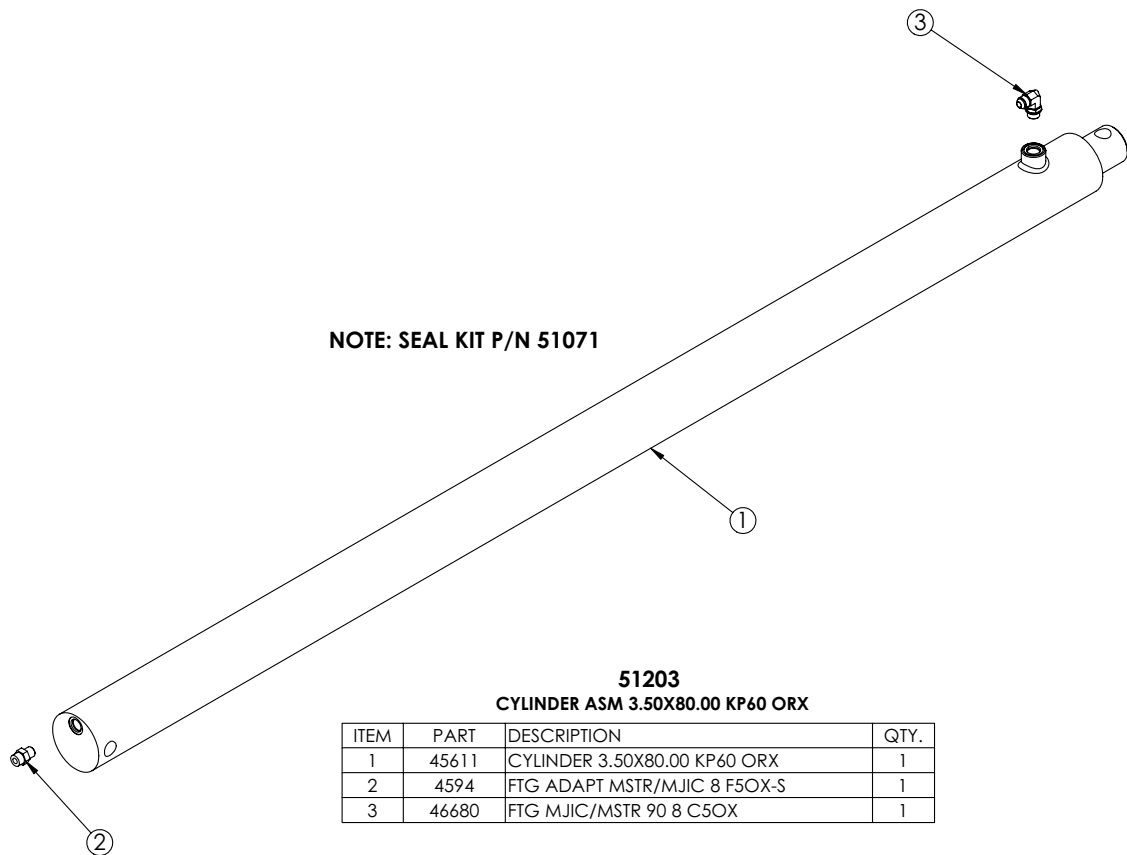 3
NOTE: SEAL KIT P/N 51071
1
51203
CYLINDER ASM 3.50X80.00 KP60 ORX
ITEM PART DESCRIPTION QTY.
1 45611 CYLINDER 3.50X80.00 KP60 ORX 1
2 4594 FTG ADAPT MSTR/MJIC 8 F5OX-S 1
3 46680 FTG MJIC/MSTR 90 8 C5OX 1
2